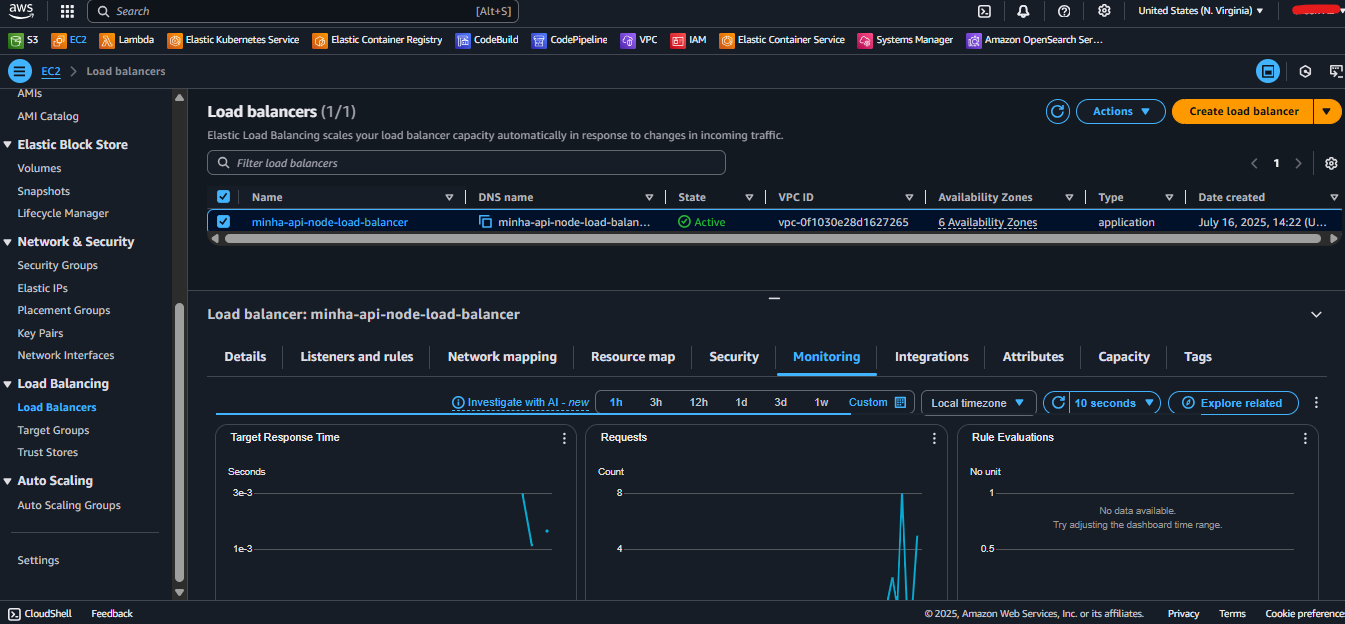 aws Search [Alt+S] United States (N. Virginia)
S3 EC2 Lambda Elastic Kubernetes Service Elastic Container Registry CodeBuild CodePipeline VPC IAM Elastic Container Service Systems Manager Amazon OpenSearch Ser...
EC2 Load balancers
AMIs
AMI Catalog
Elastic Block Store
Volumes
Snapshots
Lifecycle Manager
Network & Security
Security Groups
Elastic IPs
Placement Groups
Key Pairs
Network Interfaces
Load Balancing
Load Balancers
Target Groups
Trust Stores
Auto Scaling
Auto Scaling Groups
Settings
Load balancers (1/1) Actions Create load balancer
Elastic Load Balancing scales your load balancer capacity automatically in response to changes in incoming traffic.
Filter load balancers 1
Name DNS name State VPC ID Availability Zones Type Date created
minha-api-node-load-balancer minha-api-node-load-balan... Active vpc-0f1030e28d1627265 6 Availability Zones application July 16, 2025, 14:22 (U...
Load balancer: minha-api-node-load-balancer
Details Listeners and rules Network mapping Resource map Security Monitoring Integrations Attributes Capacity Tags
Investigate with AI - new 1h 3h 12h 1d 3d 1w Custom Local timezone 10 seconds Explore related
Target Response Time
Seconds
3e-3
1e-3
Requests
Count
8
4
Rule Evaluations
No unit
1
No data available.
Try adjusting the dashboard time range.
0.5
CloudShell Feedback © 2025, Amazon Web Services, Inc. or its affiliates. Privacy Terms Cookie preference